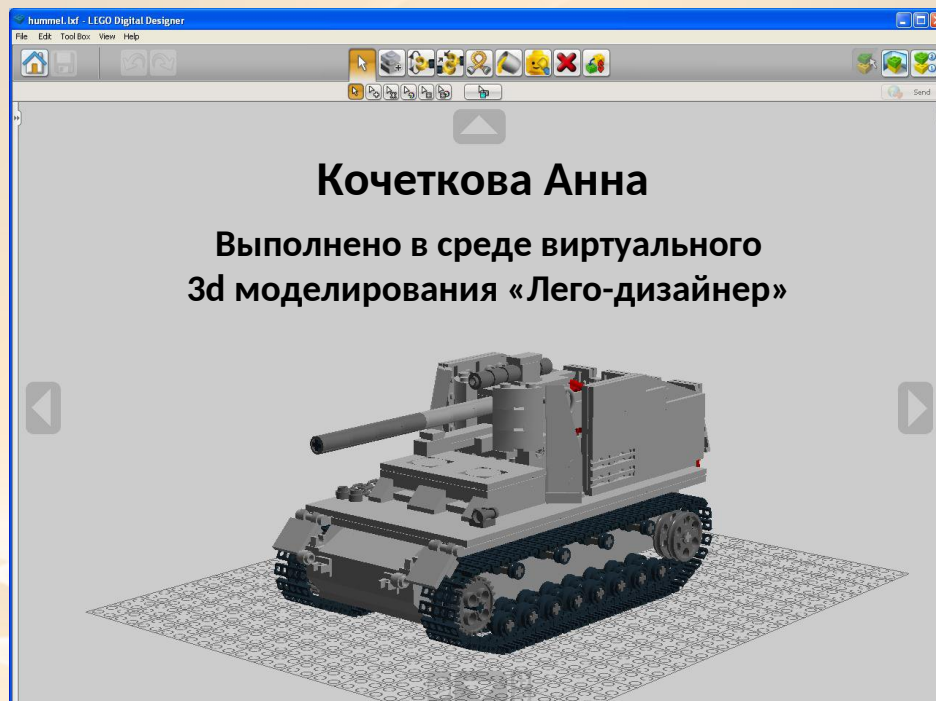 hummel.lxf - LEGO Digital Designer
File Edit Tool Box View Help
Send
Кочеткова Анна
Выполнено в среде виртуального
3d моделирования «Лего-дизайнер»